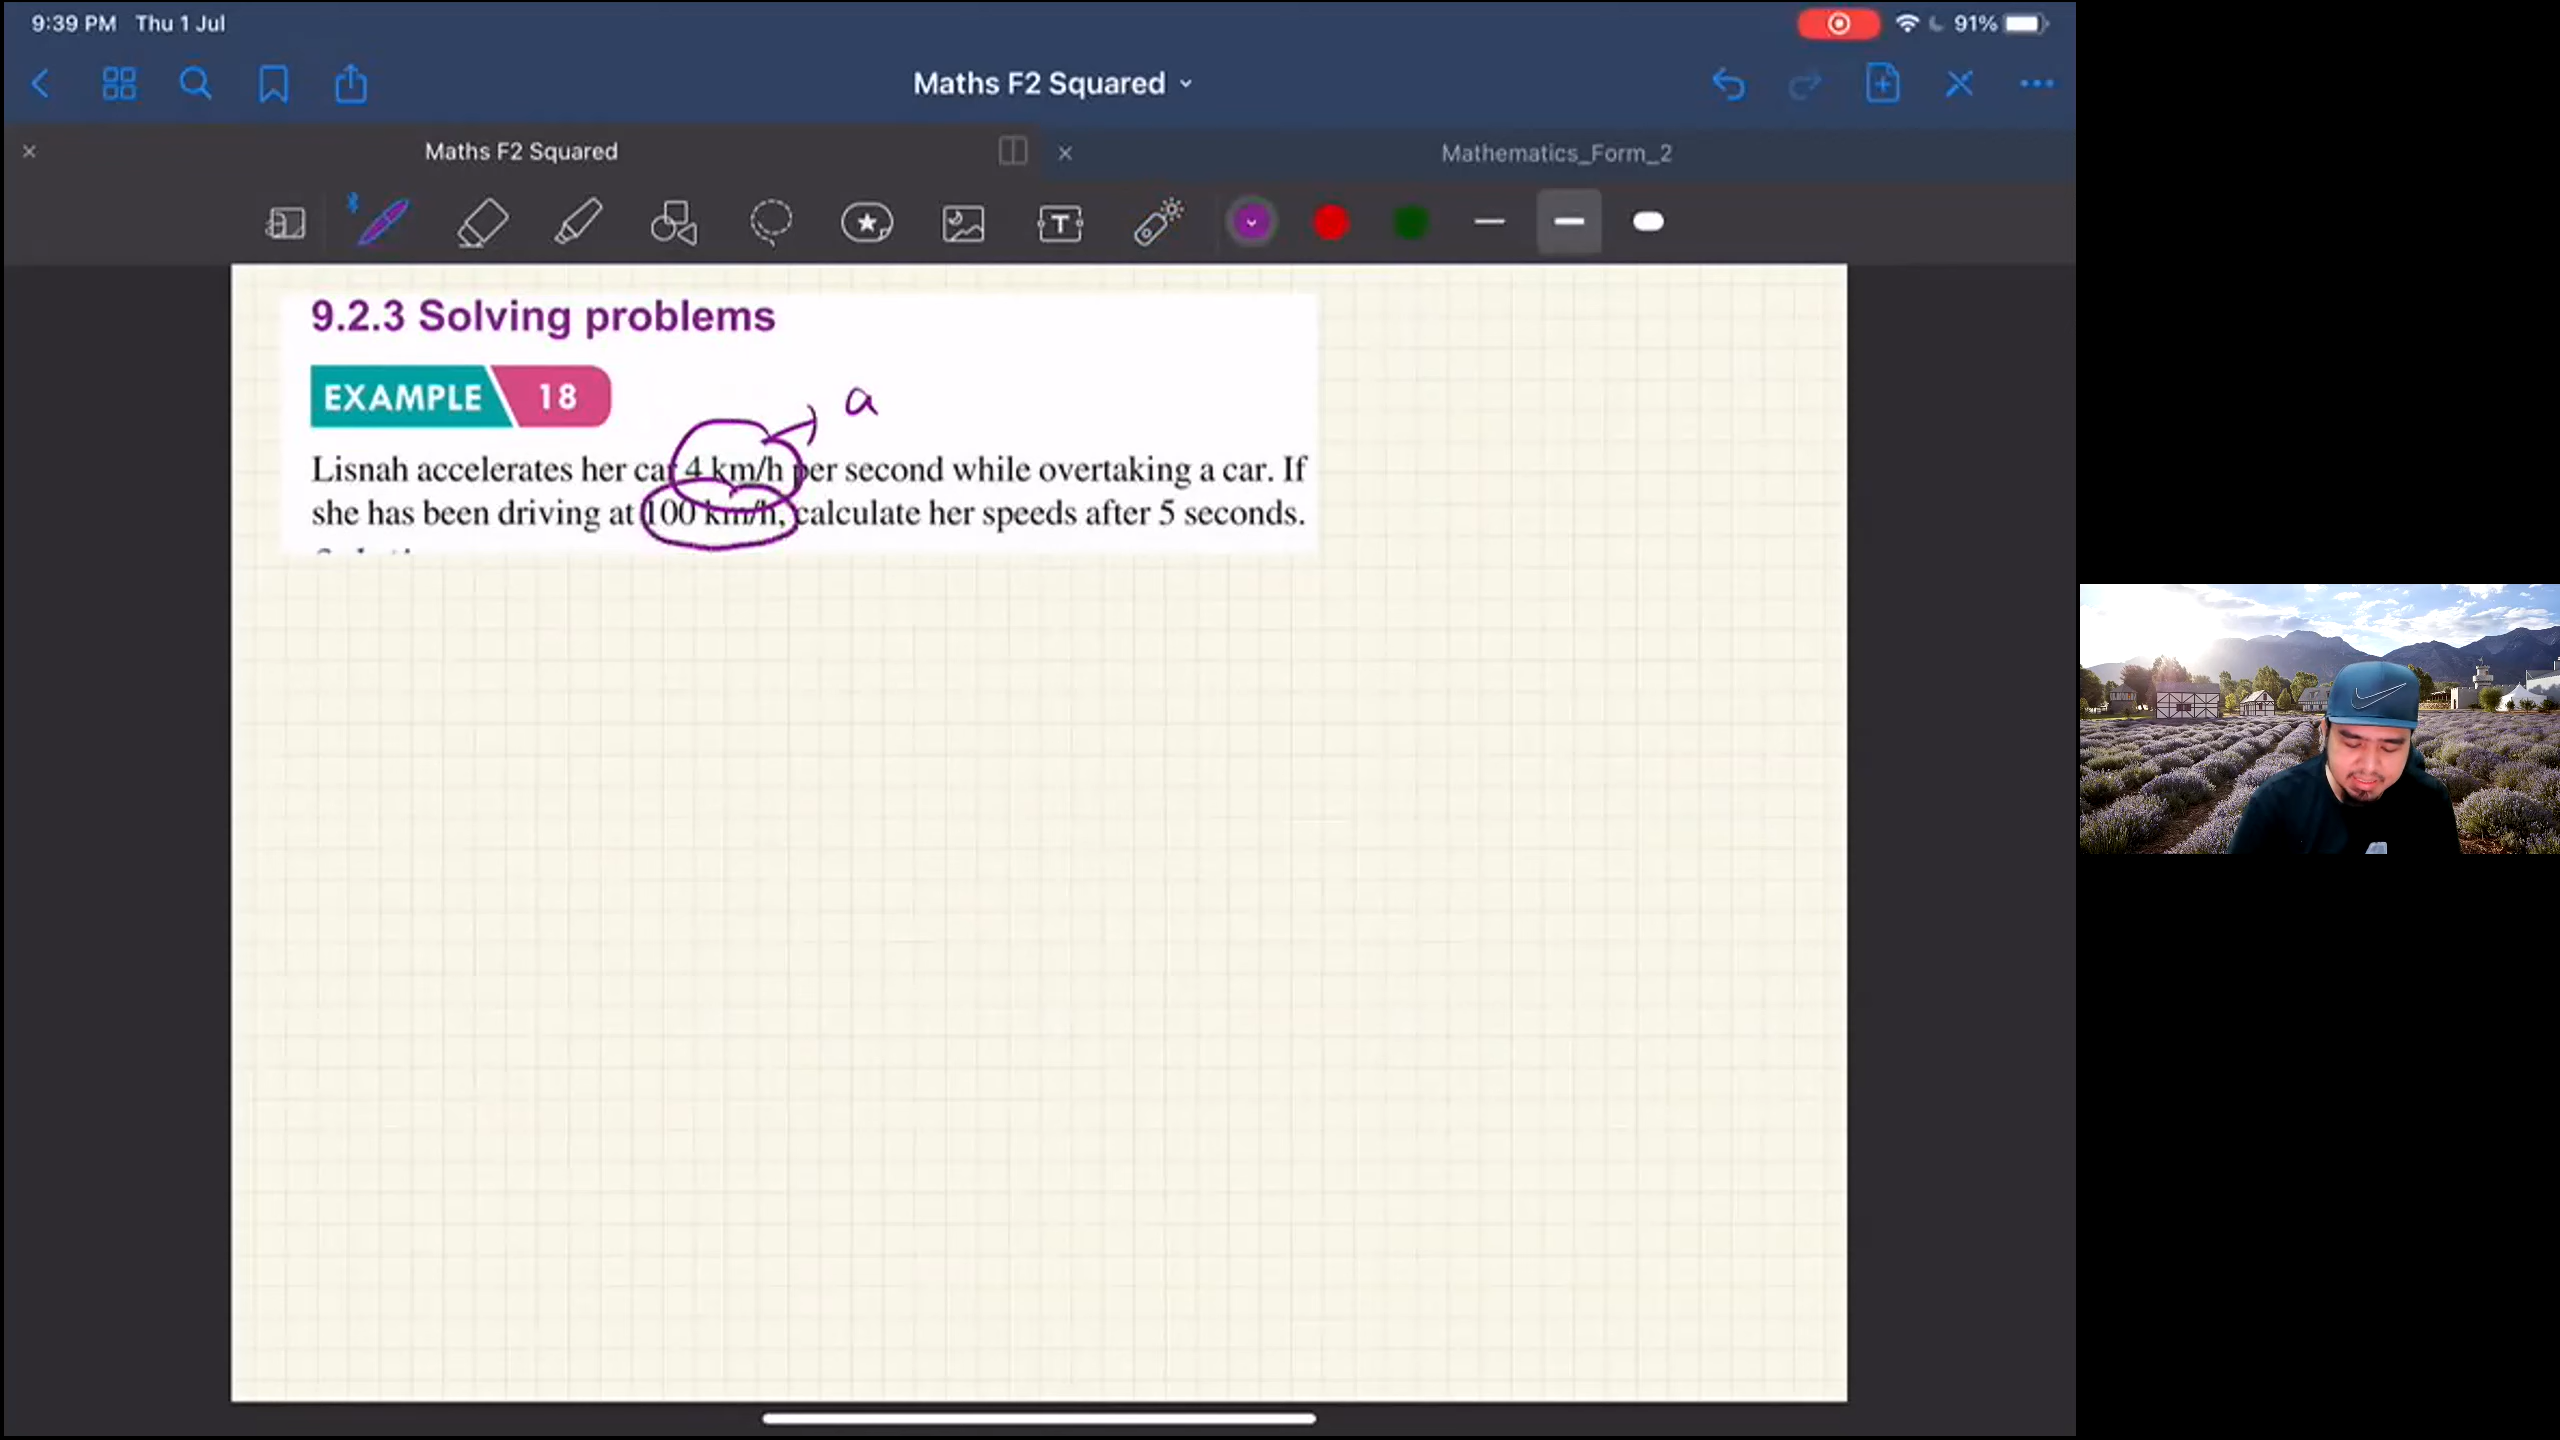 9:39 PM Thu 1 Jul
91%
Maths F2 Squared
Maths F2 Squared
Mathematics_Form_2
T
9.2.3 Solving problems
EXAMPLE 18
a
Lisnah accelerates her car 4 km/h per second while overtaking a car. If
she has been driving at 100 km/h, calculate her speeds after 5 seconds.